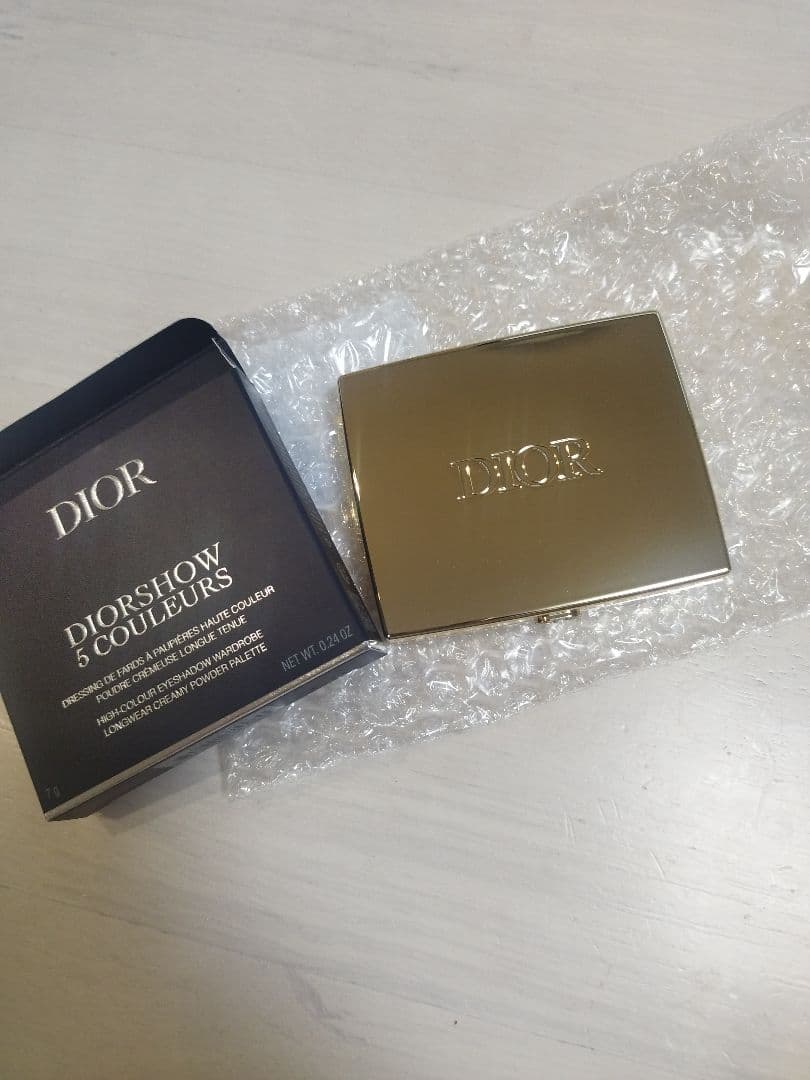 DIOR
DIORSHOW
5 COULEURS
DRESSING DE FARDS À PAUPIÈRES HAUTE COULEUR
POUDRE CRÉMEUSE LONGUE TENUE
HIGH-COLOUR EYESHADOW WARDROBE
LONGWEAR CREAMY POWDER PALETTE
7 g
NET WT. 0.24 OZ
DIOR